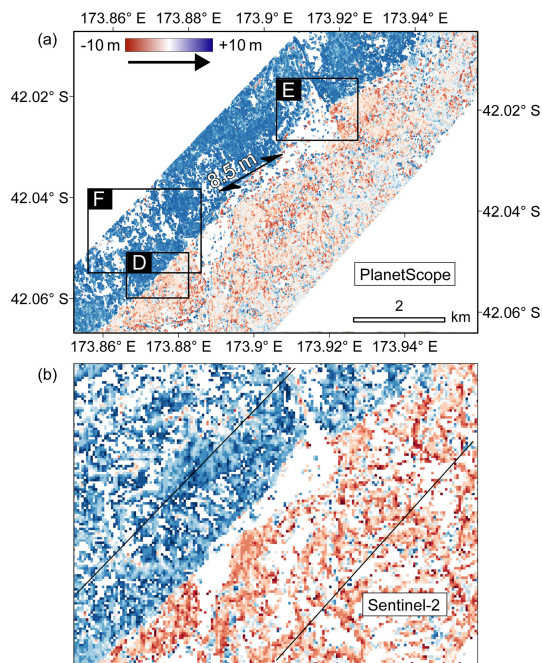 173.86° E 173.88° E 173.9° E 173.92° E 173.94° E
(a)
-10 m +10 m
42.02° S
42.02° S
E
8.5 m
F
42.04° S
42.04° S
D
PlanetScope
2
km
42.06° S
42.06° S
173.86° E 173.88° E 173.9° E 173.92° E 173.94° E
(b)
Sentinel-2